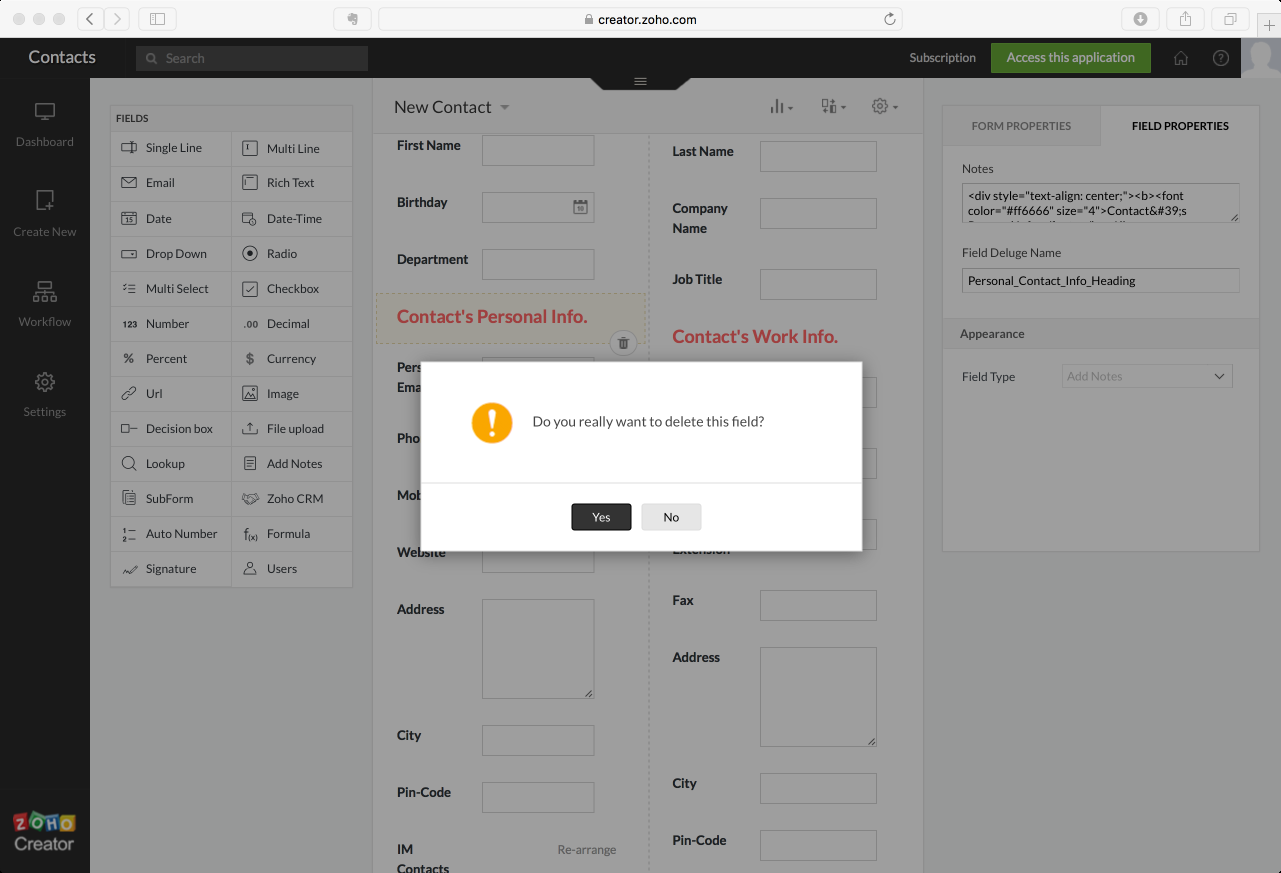 creator.zoho.com
Contacts
Search
Subscription
Access this application
Dashboard
Create New
Workflow
Settings
ZOHO
Creator
FIELDS
Single Line
Multi Line
Email
Rich Text
Date
Date-Time
Drop Down
Radio
Multi Select
Checkbox
123 Number
.00 Decimal
% Percent
$ Currency
Url
Image
Decision box
File upload
Lookup
Add Notes
SubForm
Zoho CRM
Auto Number
f(x) Formula
Signature
Users
New Contact
First Name
Birthday
Department
Contact's Personal Info.
Pers
Ema
Pho
Mob
Website
Address
City
Pin-Code
IM
Contacts
Re-arrange
Last Name
Company
Name
Job Title
Contact's Work Info.
Extension
Fax
Address
City
Pin-Code
Do you really want to delete this field?
Yes
No
FORM PROPERTIES
FIELD PROPERTIES
Notes
<div style="text-align: center;"><b><font
color="#ff6666" size="4">Contact&#39;s
Field Deluge Name
Personal_Contact_Info_Heading
Appearance
Field Type
Add Notes